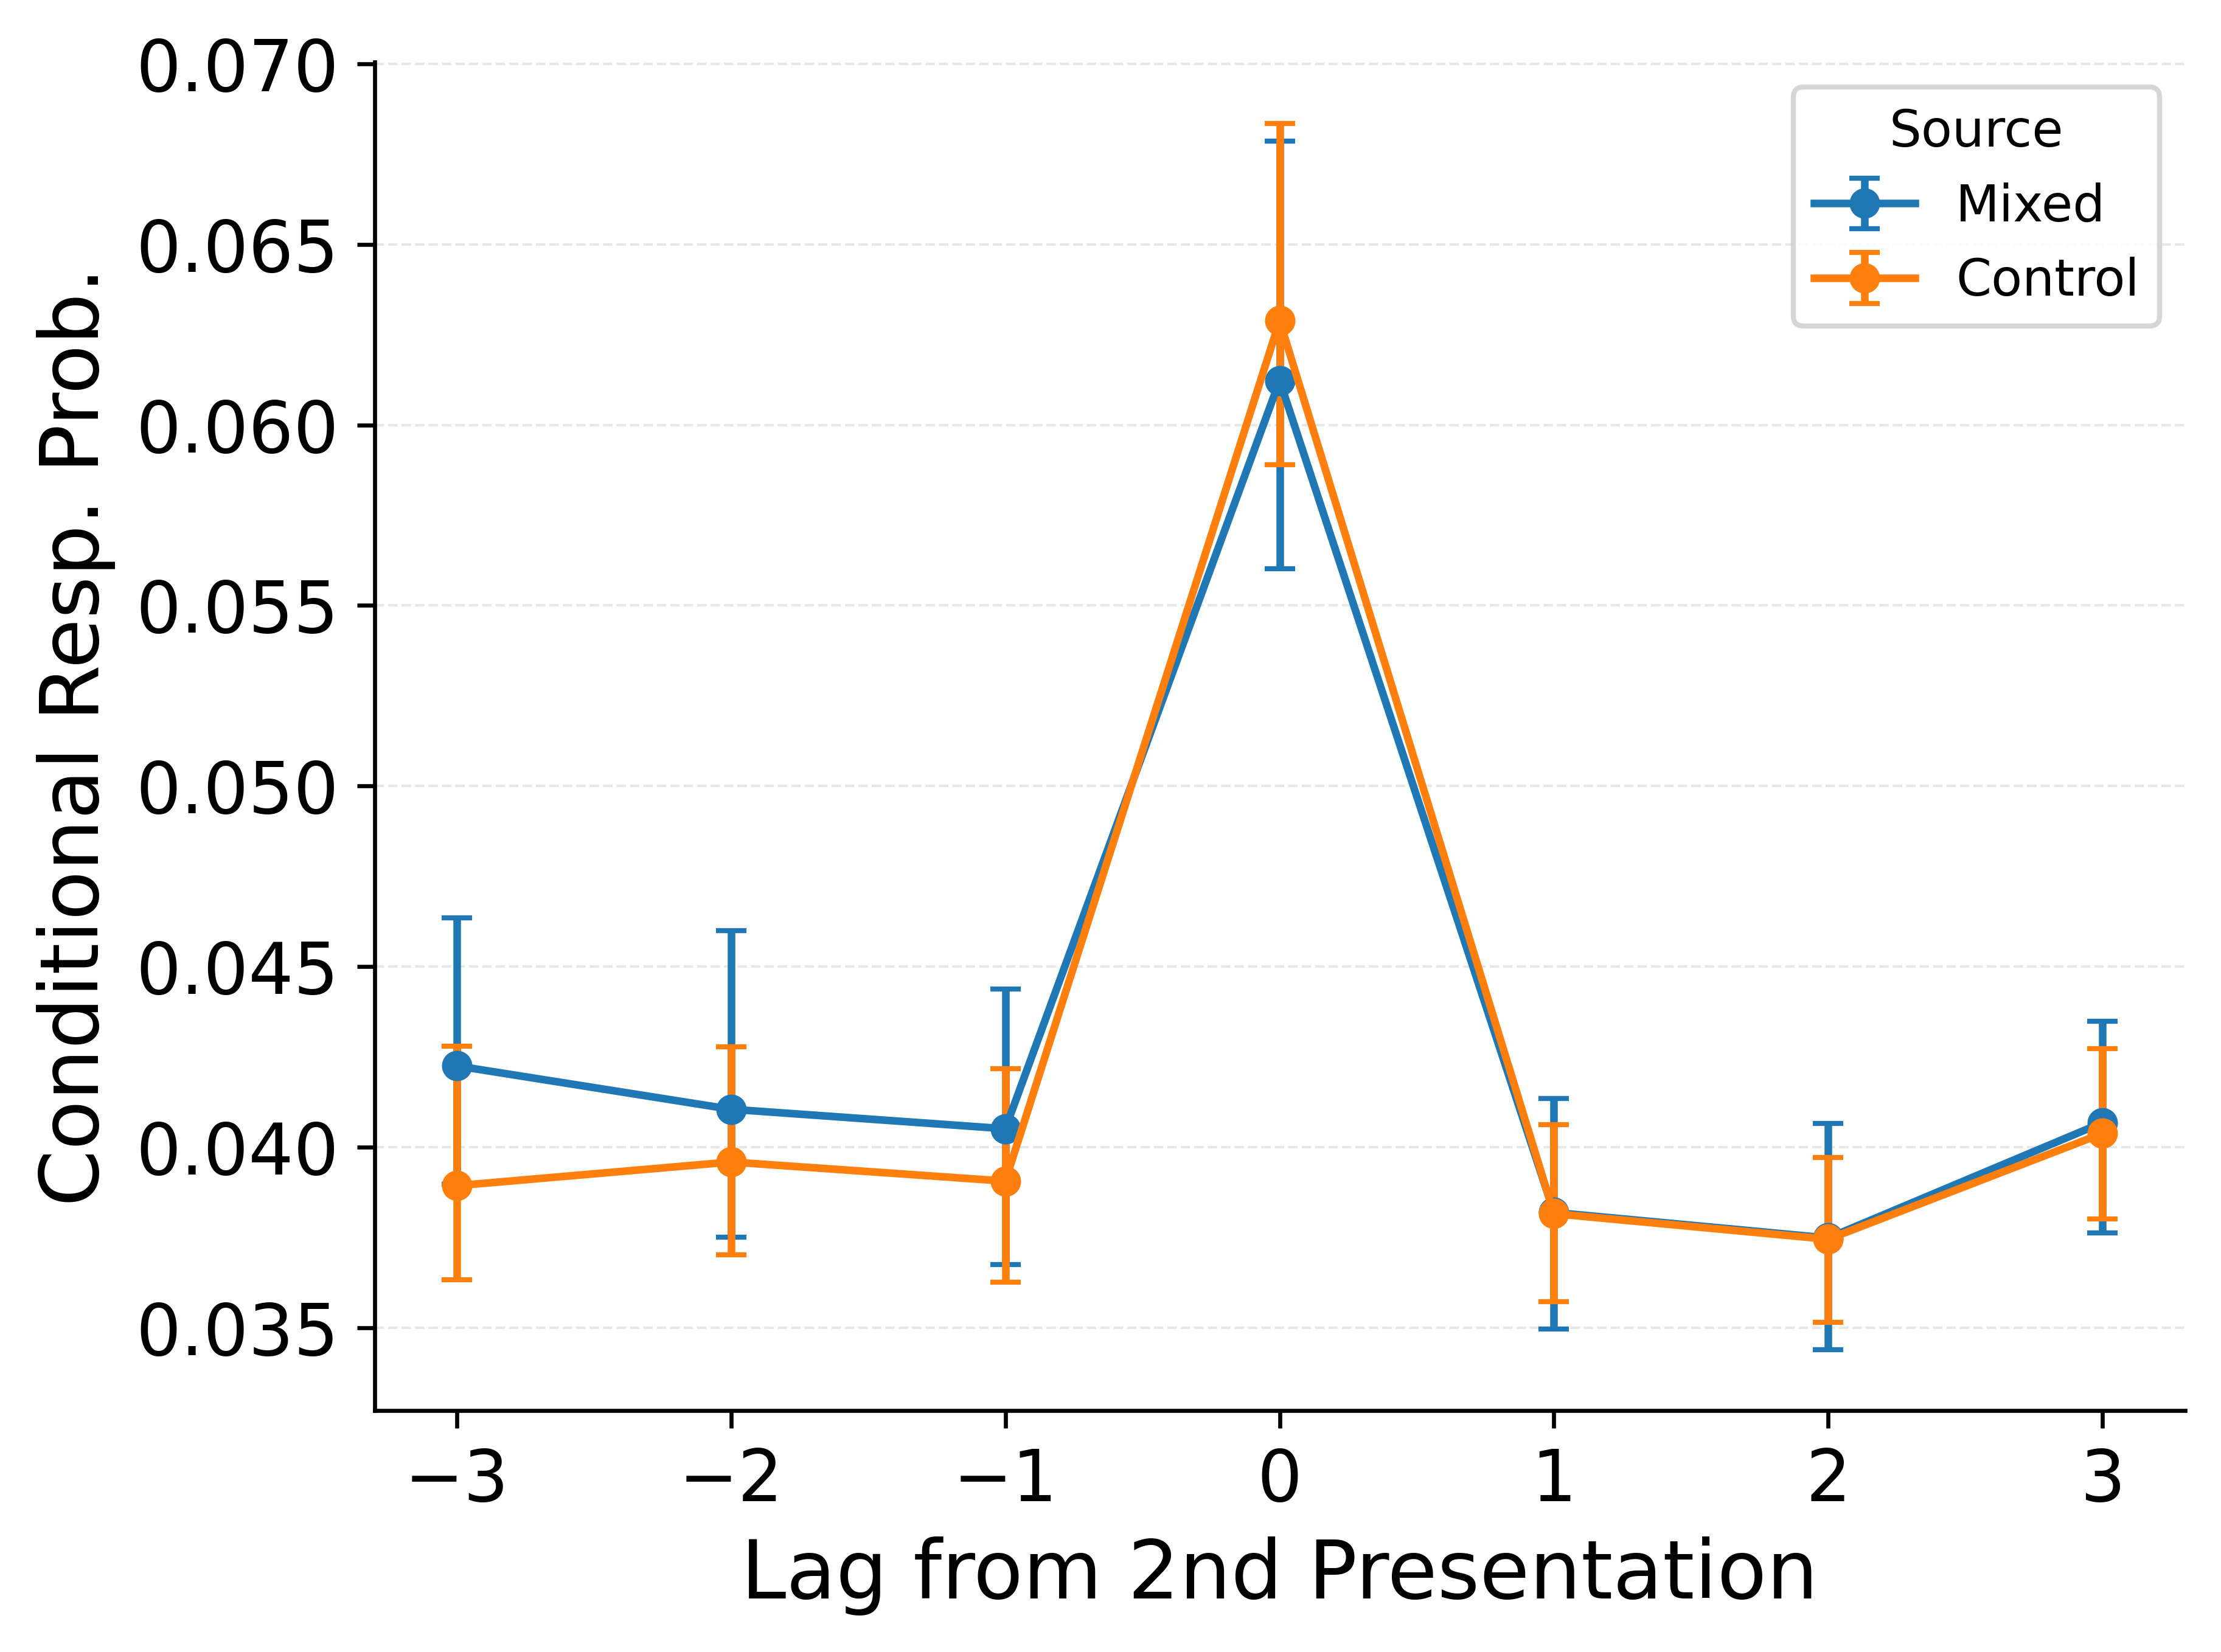 0.070
0.065
0.060
0.055
0.050
0.045
0.040
0.035
Conditional Resp. Prob.
Source
Mixed
Control
−3 −2 −1 0 1 2 3
Lag from 2nd Presentation